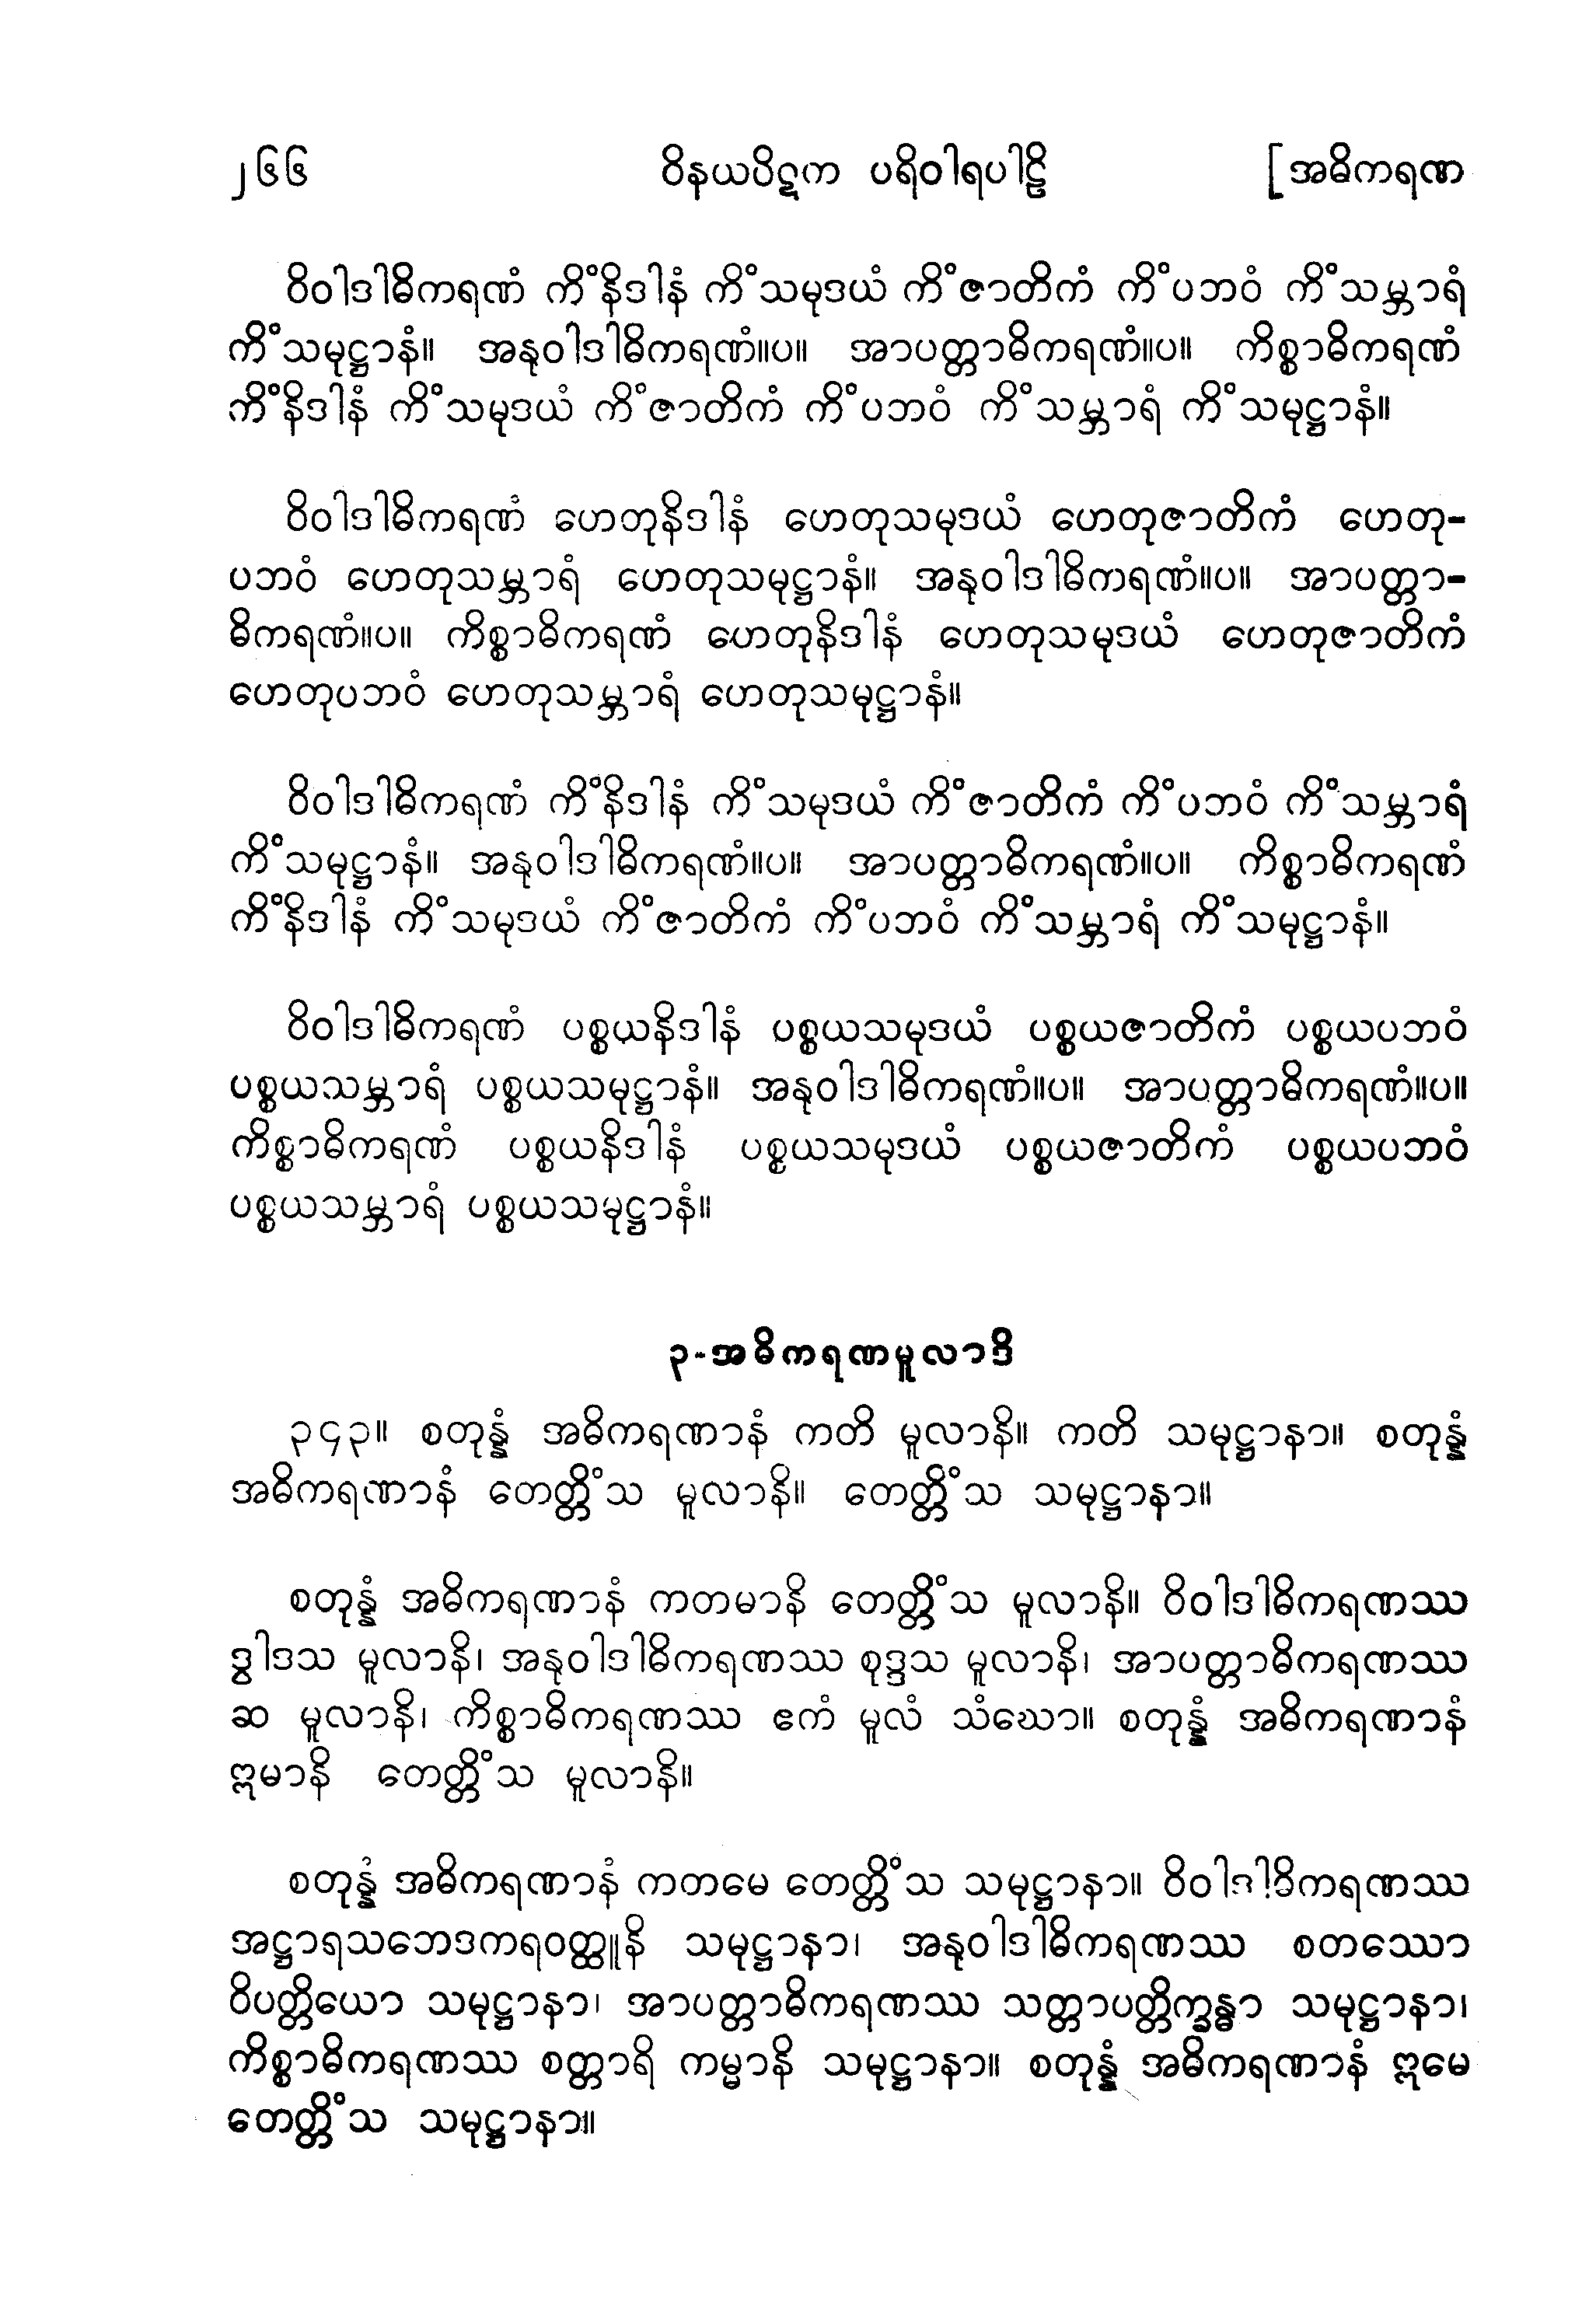 ၂၆၆ ဝိနယပိဋက ပရိဝါရပါဠိ [အဓိကရဏ
ဝိဝါဒါဓိကရဏံ ကိံနိဒါနံ ကိံသမုဒယံ ကိံဇာတိကံ ကိံပဘဝံ ကိံသမ္ဘာရံ
ကိံသမုဋ္ဌာနံ။ အနုဝါဒါဓိကရဏံ။ပ။ အာပတ္တာဓိကရဏံ။ပ။ ကိစ္စာဓိကရဏံ
ကိံနိဒါနံ ကိံသမုဒယံ ကိံဇာတိကံ ကိံပဘဝံ ကိံသမ္ဘာရံ ကိံသမုဋ္ဌာနံ။
ဝိဝါဒါဓိကရဏံ ဟေတုနိဒါနံ ဟေတုသမုဒယံ ဟေတုဇာတိကံ ဟေတု-
ပဘဝံ ဟေတုသမ္ဘာရံ ဟေတုသမုဋ္ဌာနံ။ အနုဝါဒါဓိကရဏံ။ပ။ အာပတ္တာ-
ဓိကရဏံ။ပ။ ကိစ္စာဓိကရဏံ ဟေတုနိဒါနံ ဟေတုသမုဒယံ ဟေတုဇာတိကံ
ဟေတုပဘဝံ ဟေတုသမ္ဘာရံ ဟေတုသမုဋ္ဌာနံ။
ဝိဝါဒါဓိကရဏံ ကိံနိဒါနံ ကိံသမုဒယံ ကိံဇာတိကံ ကိံပဘဝံ ကိံသမ္ဘာရံ
ကိံသမုဋ္ဌာနံ။ အနုဝါဒါဓိကရဏံ။ပ။ အာပတ္တာဓိကရဏံ။ပ။ ကိစ္စာဓိကရဏံ
ကိံနိဒါနံ ကိံသမုဒယံ ကိံဇာတိကံ ကိံပဘဝံ ကိံသမ္ဘာရံ ကိံသမုဋ္ဌာနံ။
ဝိဝါဒါဓိကရဏံ ပစ္စယနိဒါနံ ပစ္စယသမုဒယံ ပစ္စယဇာတိကံ ပစ္စယပဘဝံ
ပစ္စယသမ္ဘာရံ ပစ္စယသမုဋ္ဌာနံ။ အနုဝါဒါဓိကရဏံ။ပ။ အာပတ္တာဓိကရဏံ။ပ။
ကိစ္စာဓိကရဏံ ပစ္စယနိဒါနံ ပစ္စယသမုဒယံ ပစ္စယဇာတိကံ ပစ္စယပဘဝံ
ပစ္စယသမ္ဘာရံ ပစ္စယသမုဋ္ဌာနံ။
၃-အဓိကရဏမူလာဒိ
၃၄၃။ စတုန္နံ အဓိကရဏာနံ ကတိ မူလာနိ။ ကတိ သမုဋ္ဌာနာ။ စတုန္နံ
အဓိကရဏာနံ တေတ္တိံသ မူလာနိ။ တေတ္တိံသ သမုဋ္ဌာနာ။
စတုန္နံ အဓိကရဏာနံ ကတမာနိ တေတ္တိံသ မူလာနိ။ ဝိဝါဒါဓိကရဏဿ
ဒွါဒသ မူလာနိ၊ အနုဝါဒါဓိကရဏဿ စုဒ္ဒသ မူလာနိ၊ အာပတ္တာဓိကရဏဿ
ဆ မူလာနိ၊ ကိစ္စာဓိကရဏဿ ဧကံ မူလံ သံဃော။ စတုန္နံ အဓိကရဏာနံ
ဣမာနိ တေတ္တိံသ မူလာနိ။
စတုန္နံ အဓိကရဏာနံ ကတမေ တေတ္တိံသ သမုဋ္ဌာနာ။ ဝိဝါဒါဓိကရဏဿ
အဋ္ဌာရသဘေဒကရဝတ္ထူနိ သမုဋ္ဌာနာ၊ အနုဝါဒါဓိကရဏဿ စတဿော
ဝိပတ္တိယော သမုဋ္ဌာနာ၊ အာပတ္တာဓိကရဏဿ သတ္တာပတ္တိက္ခန္ဓာ သမုဋ္ဌာနာ၊
ကိစ္စာဓိကရဏဿ စတ္တာရိ ကမ္မာနိ သမုဋ္ဌာနာ။ စတုန္နံ အဓိကရဏာနံ ဣမေ
တေတ္တိံသ သမုဋ္ဌာနာ။